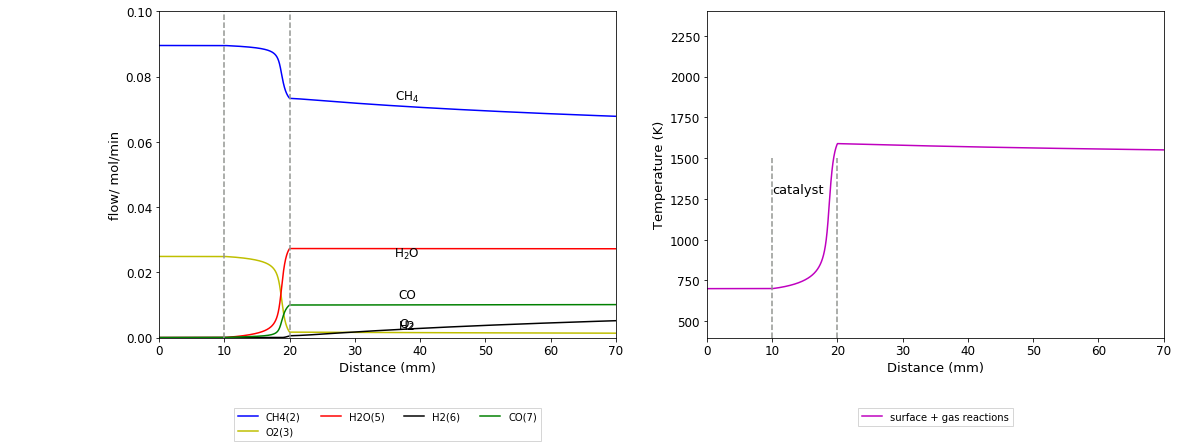 0.10
0.08
0.06
0.04
0.02
0.00
flow/ mol/min
CH₄
H₂O
CO
O₂
H2
0 10 20 30 40 50 60 70
Distance (mm)
CH4(2) H2O(5) H2(6) CO(7)
O2(3)
2250
2000
1750
1500
1250
1000
750
500
Temperature (K)
catalyst
0 10 20 30 40 50 60 70
Distance (mm)
surface + gas reactions